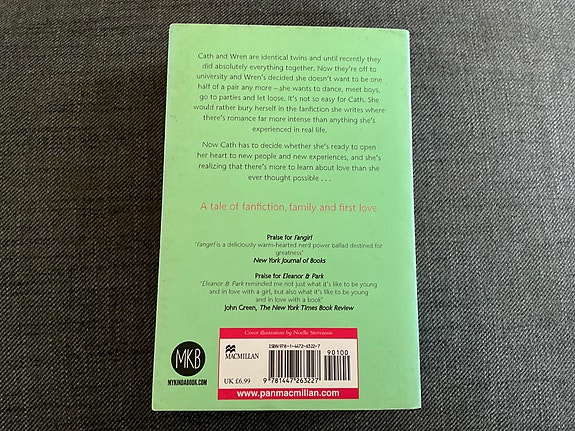 Cath and Wren are identical twins and until recently they
did absolutely everything together. Now they're off to
university and Wren's decided she doesn't want to be one
half of a pair any more – she wants to dance, meet boys,
go to parties and let loose. It's not so easy for Cath. She
would rather bury herself in the fanfiction she writes where
there's romance far more intense than anything she's
experienced in real life.
Now Cath has to decide whether she's ready to open
her heart to new people and new experiences, and she's
realizing that there's more to learn about love than she
ever thought possible . . .
A tale of fanfiction, family and first love
Praise for Fangirl
'Fangirl is a deliciously warm-hearted nerd power ballad destined for
greatness'
New York Journal of Books
Praise for Eleanor & Park
'Eleanor & Park reminded me not just what it's like to be young
and in love with a girl, but also what it's like to be young
and in love with a book'
John Green, The New York Times Book Review
Cover illustration by Noelle Stevenson
MKB
MYKINDABOOK.COM
MACMILLAN
UK £6.99
ISBN 978-1-4472-6322-7
90100
9 781447 263227
www.panmacmillan.com